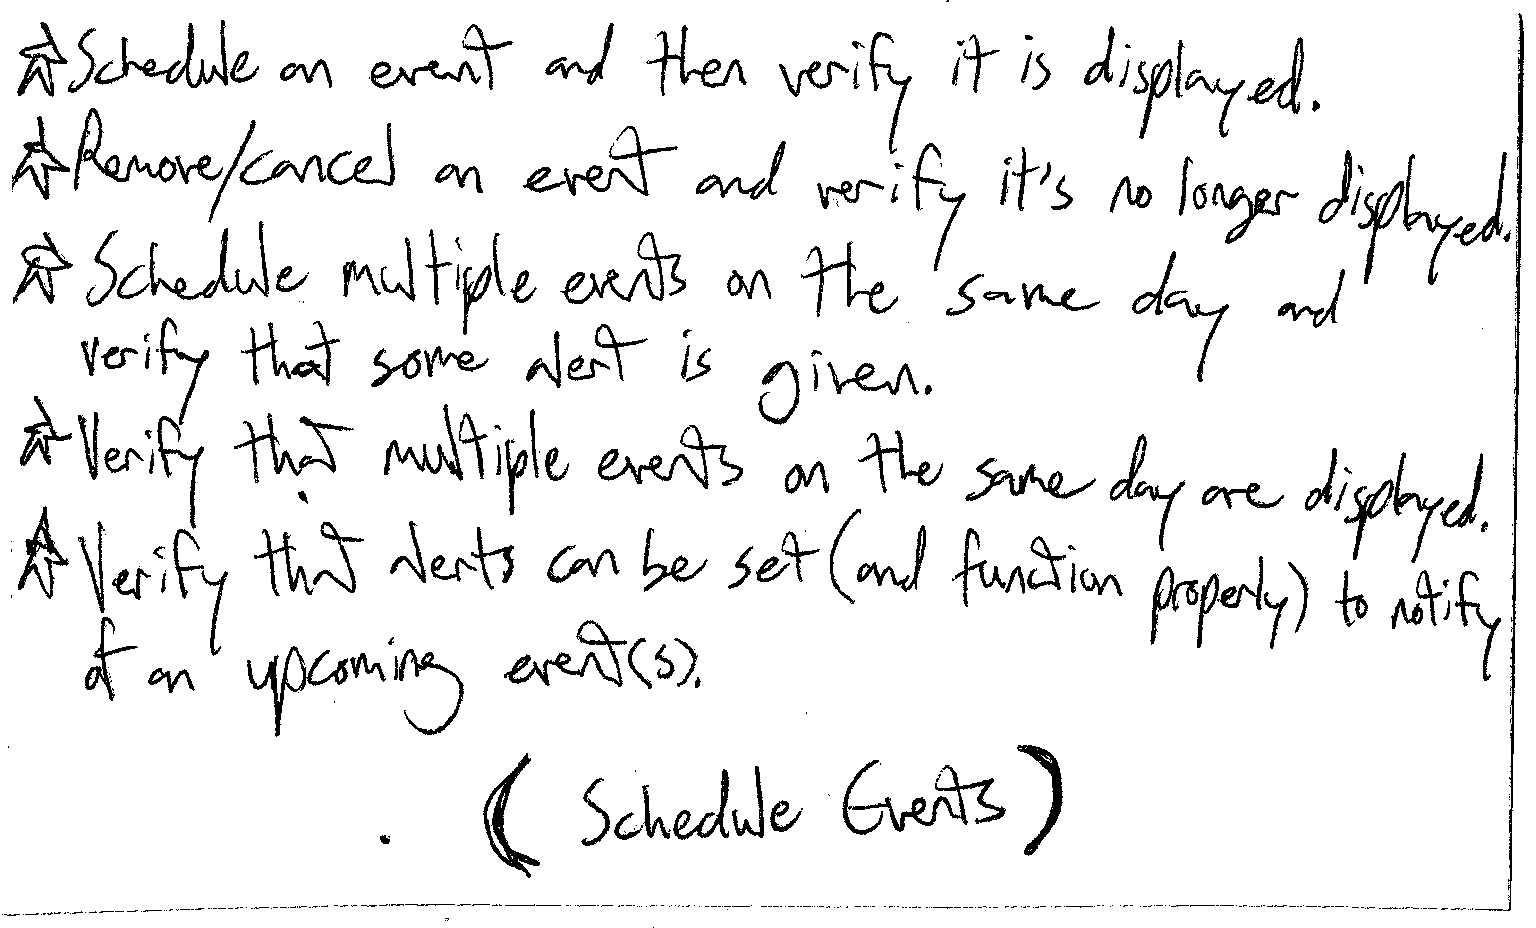 ☆Schedule an event and then verify it is displayed.
☆Remove/cancel an event and verify it's no longer displayed.
☆Schedule multiple events on the same day and
verify that some alert is given.
☆Verify that multiple events on the same day are displayed.
☆Verify that alerts can be set (and function properly) to notify
of an upcoming event(s).
(Schedule Events)